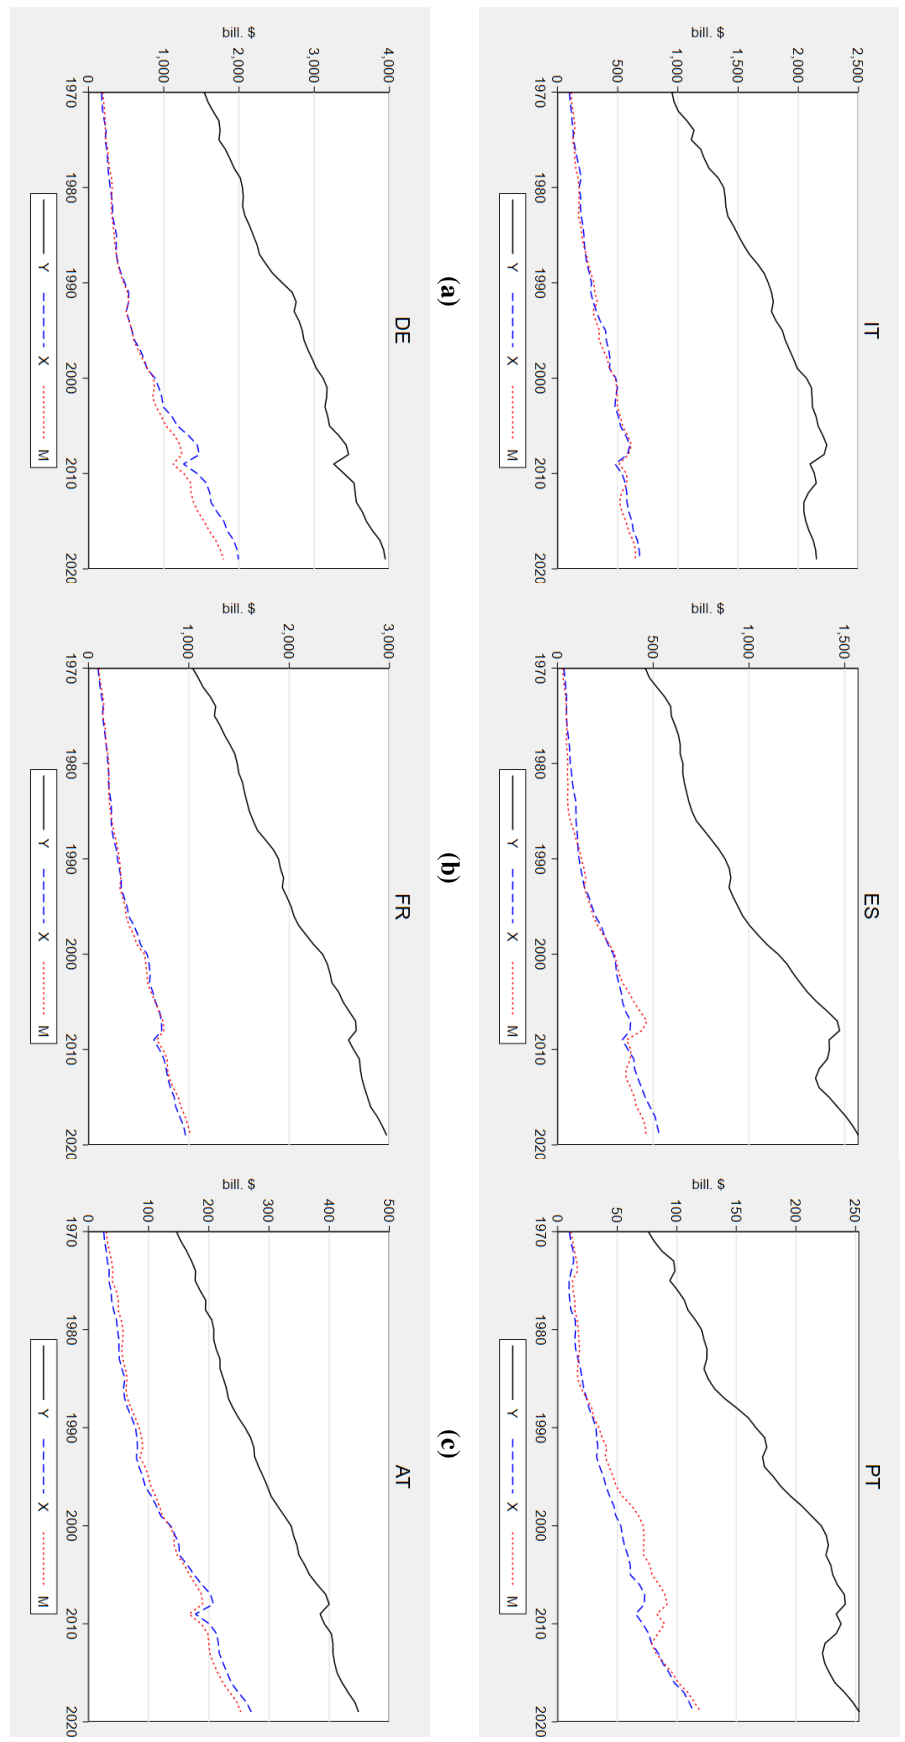 IT
bill. $
2,500
2,000
1,500
1,000
500
0
1970 1980 1990 2000 2010 2020
Y X M
ES
bill. $
1,500
1,000
500
0
1970 1980 1990 2000 2010 2020
Y X M
PT
bill. $
250
200
150
100
50
0
1970 1980 1990 2000 2010 2020
Y X M
(a)
(b)
(c)
DE
bill. $
4,000
3,000
2,000
1,000
0
1970 1980 1990 2000 2010 2020
Y X M
FR
bill. $
3,000
2,000
1,000
0
1970 1980 1990 2000 2010 2020
Y X M
AT
bill. $
500
400
300
200
100
0
1970 1980 1990 2000 2010 2020
Y X M